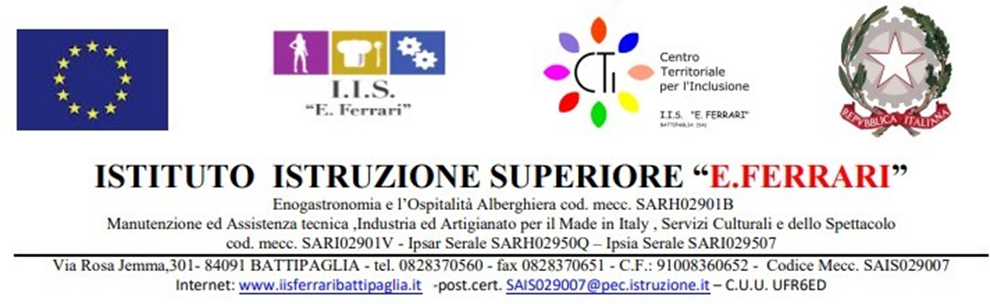 I.I.S.
"E. Ferrari"
CTI
Centro
Territoriale
per l'Inclusione
I.I.S. "E. FERRARI"
BATTIPAGLIA (SA)
REPVBBLICA ITALIANA
ISTITUTO ISTRUZIONE SUPERIORE “E.FERRARI”
Enogastronomia e l’Ospitalità Alberghiera cod. mecc. SARH02901B
Manutenzione ed Assistenza tecnica ,Industria ed Artigianato per il Made in Italy , Servizi Culturali e dello Spettacolo
cod. mecc. SARI02901V - Ipsar Serale SARH02950Q – Ipsia Serale SARI029507
Via Rosa Jemma,301- 84091 BATTIPAGLIA - tel. 0828370560 - fax 0828370651 - C.F.: 91008360652 - Codice Mecc. SAIS029007
Internet: www.iisferraribattipaglia.it -post.cert. SAIS029007@pec.istruzione.it – C.U.U. UFR6ED